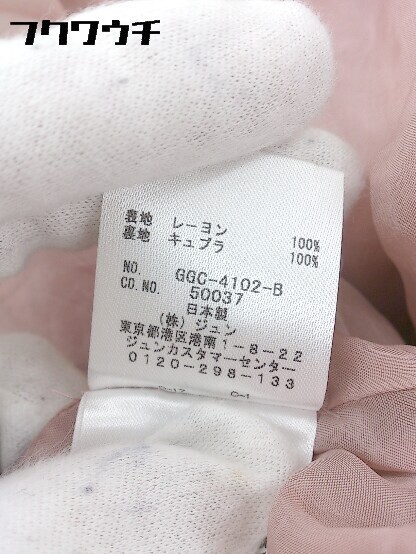 フクワウチ
表地 レーヨン 100%
裏地 キュプラ 100%
NO. GGC-4102-B
CO.NO. 50037
日本製
(株)ジュン
東京都港区港南1-8-22
ジュンカスタマーセンター
0120-298-133